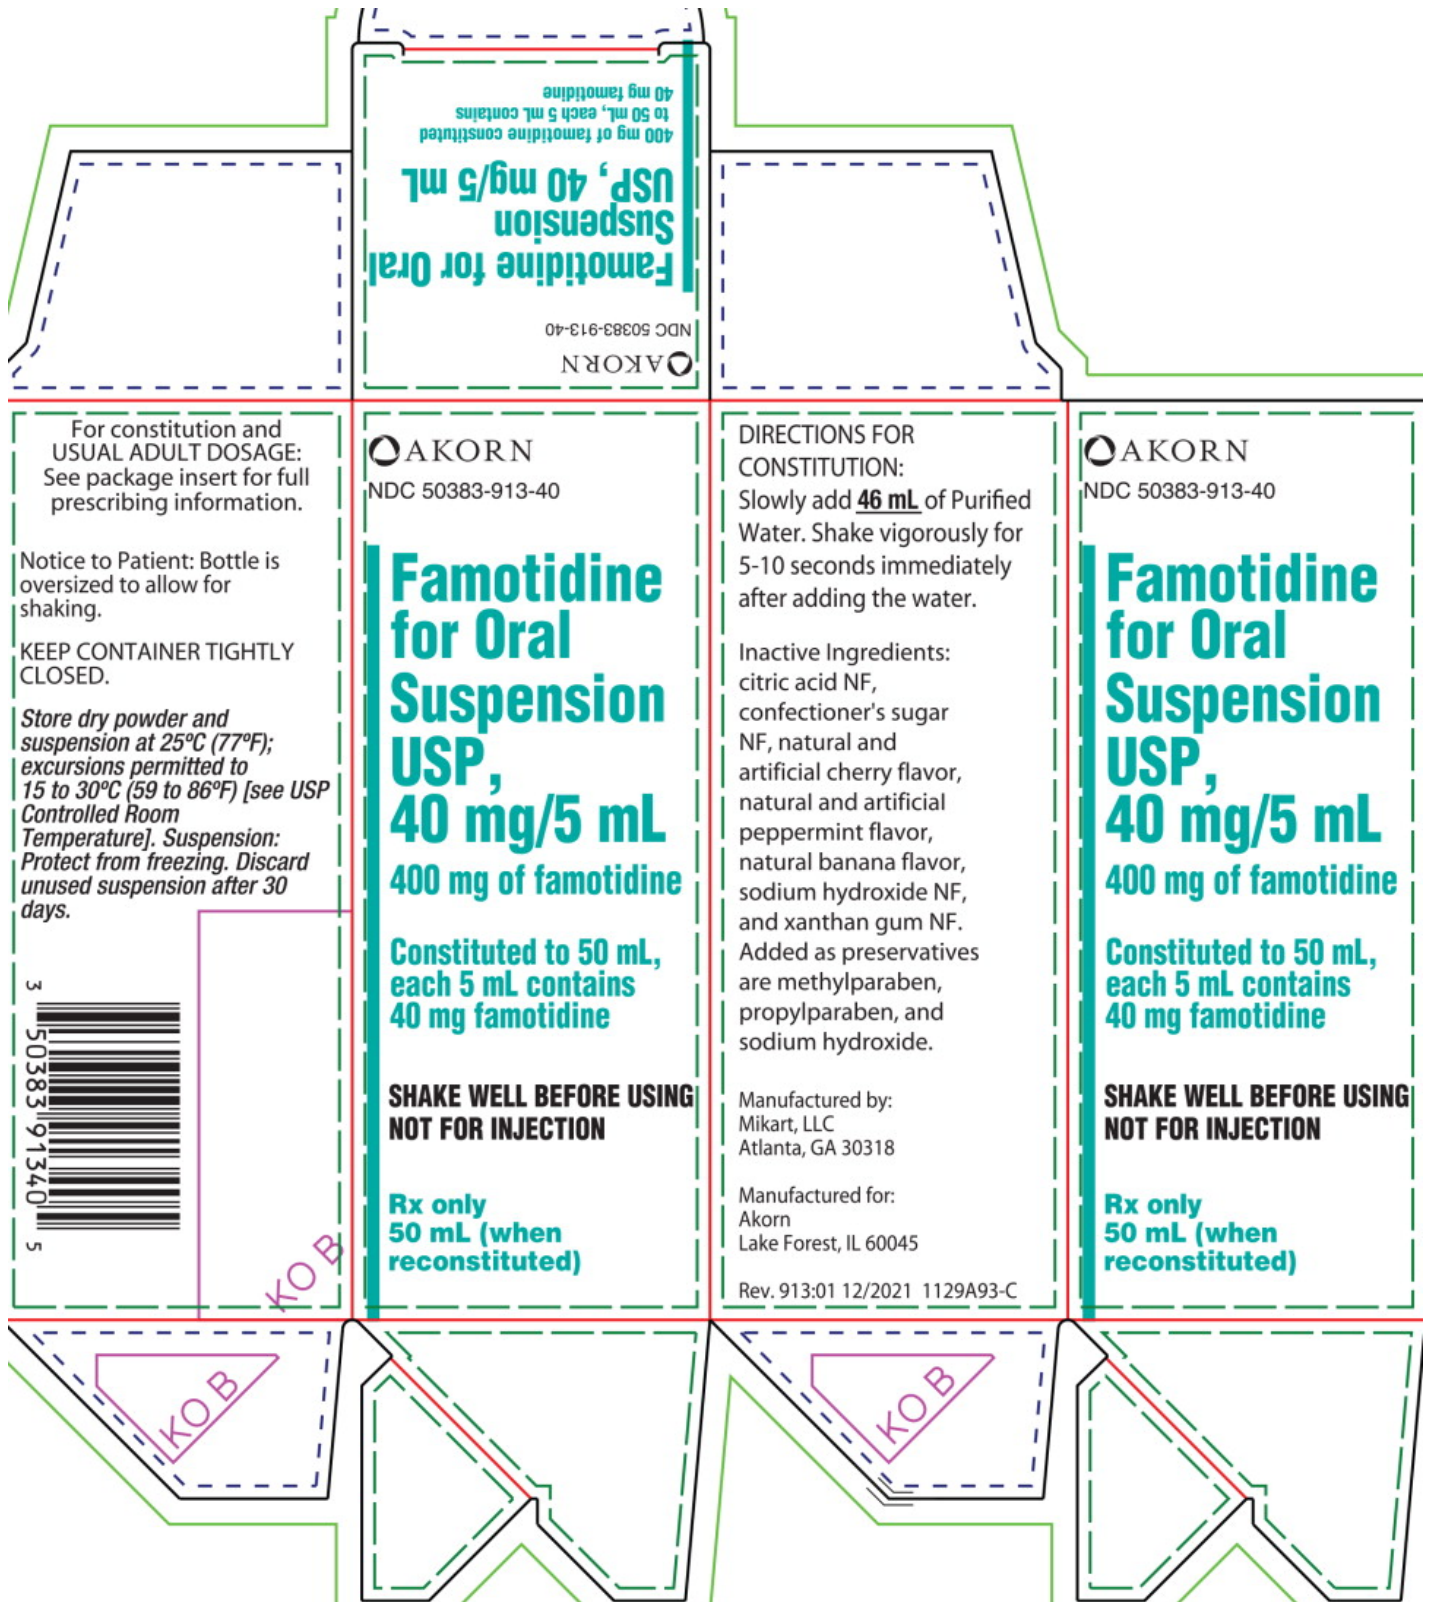 40 mg famotidine
to 50 mL, each 5 mL contains
400 mg of famotidine constituted
USP, 40 mg/5 mL
Suspension
Famotidine for Oral
NDC 50383-913-40
AKORN
For constitution and
USUAL ADULT DOSAGE:
See package insert for full
prescribing information.
Notice to Patient: Bottle is
oversized to allow for
shaking.
KEEP CONTAINER TIGHTLY
CLOSED.
Store dry powder and
suspension at 25ºC (77ºF);
excursions permitted to
15 to 30ºC (59 to 86ºF) [see USP
Controlled Room
Temperature]. Suspension:
Protect from freezing. Discard
unused suspension after 30
days.
3 50383 91340 5
KO B
KO B
AKORN
NDC 50383-913-40
Famotidine
for Oral
Suspension
USP,
40 mg/5 mL
400 mg of famotidine
Constituted to 50 mL,
each 5 mL contains
40 mg famotidine
SHAKE WELL BEFORE USING
NOT FOR INJECTION
Rx only
50 mL (when
reconstituted)
DIRECTIONS FOR
CONSTITUTION:
Slowly add 46 mL of Purified
Water. Shake vigorously for
5-10 seconds immediately
after adding the water.
Inactive Ingredients:
citric acid NF,
confectioner's sugar
NF, natural and
artificial cherry flavor,
natural and artificial
peppermint flavor,
natural banana flavor,
sodium hydroxide NF,
and xanthan gum NF.
Added as preservatives
are methylparaben,
propylparaben, and
sodium hydroxide.
Manufactured by:
Mikart, LLC
Atlanta, GA 30318
Manufactured for:
Akorn
Lake Forest, IL 60045
Rev. 913:01 12/2021 1129A93-C
KO B
AKORN
NDC 50383-913-40
Famotidine
for Oral
Suspension
USP,
40 mg/5 mL
400 mg of famotidine
Constituted to 50 mL,
each 5 mL contains
40 mg famotidine
SHAKE WELL BEFORE USING
NOT FOR INJECTION
Rx only
50 mL (when
reconstituted)